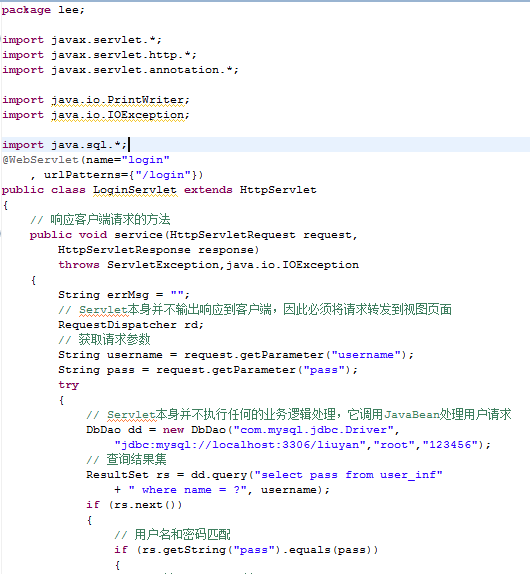 package lee;
import javax.servlet.*;
import javax.servlet.http.*;
import javax.servlet.annotation.*;
import java.io.PrintWriter;
import java.io.IOException;
import java.sql.*;
@WebServlet(name="login"
, urlPatterns={"/login"})
public class LoginServlet extends HttpServlet
{
// 响应客户端请求的方法
public void service(HttpServletRequest request,
HttpServletResponse response)
throws ServletException,java.io.IOException
{
String errMsg = "";
// Servlet本身并不输出响应到客户端，因此必须将请求转发到视图页面
RequestDispatcher rd;
// 获取请求参数
String username = request.getParameter("username");
String pass = request.getParameter("pass");
try
{
// Servlet本身并不执行任何的业务逻辑处理，它调用JavaBean处理用户请求
DbDao dd = new DbDao("com.mysql.jdbc.Driver",
"jdbc:mysql://localhost:3306/liuyan","root","123456");
// 查询结果集
ResultSet rs = dd.query("select pass from user_inf"
+ " where name = ?", username);
if (rs.next())
{
// 用户名和密码匹配
if (rs.getString("pass").equals(pass))
{